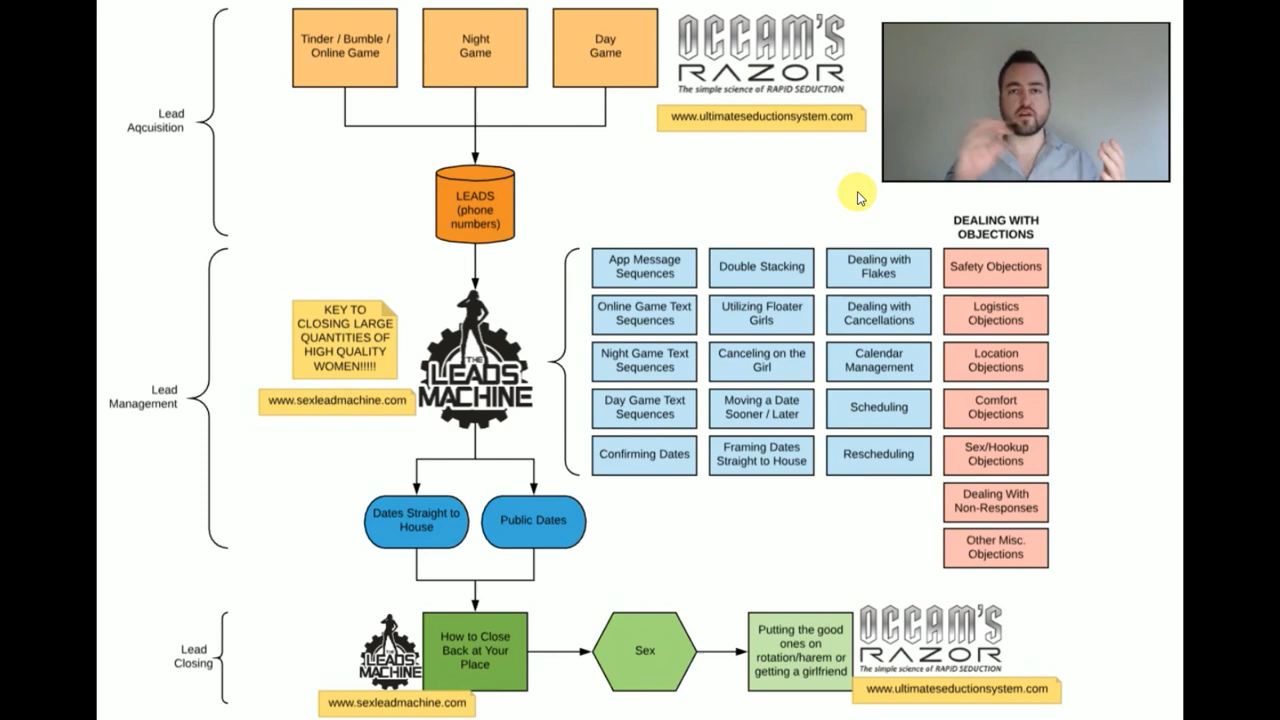 Tinder / Bumble /
Online Game
Night
Game
Day
Game
OCCAM'S
RAZOR
The simple science of RAPID SEDUCTION
www.ultimateseductionsystem.com
Lead
Aqcuisition
LEADS
(phone
numbers)
DEALING WITH
OBJECTIONS
App Message
Sequences
Double Stacking
Dealing with
Flakes
Safety Objections
Online Game Text
Sequences
Utilizing Floater
Girls
Dealing with
Cancellations
Logistics
Objections
Night Game Text
Sequences
Canceling on the
Girl
Calendar
Management
Location
Objections
Day Game Text
Sequences
Moving a Date
Sooner / Later
Scheduling
Comfort
Objections
Confirming Dates
Framing Dates
Straight to House
Rescheduling
Sex/Hookup
Objections
Dealing With
Non-Responses
Other Misc.
Objections
KEY TO
CLOSING LARGE
QUANTITIES OF
HIGH QUALITY
WOMEN!!!!!
www.sexleadmachine.com
THE
LEADS
MACHINE
Lead
Management
Dates Straight to
House
Public Dates
Lead
Closing
THE
LEADS
MACHINE
www.sexleadmachine.com
How to Close
Back at Your
Place
Sex
Putting the good
ones on
rotation/harem or
getting a girlfriend
OCCAM'S
RAZOR
The simple science of RAPID SEDUCTION
www.ultimateseductionsystem.com